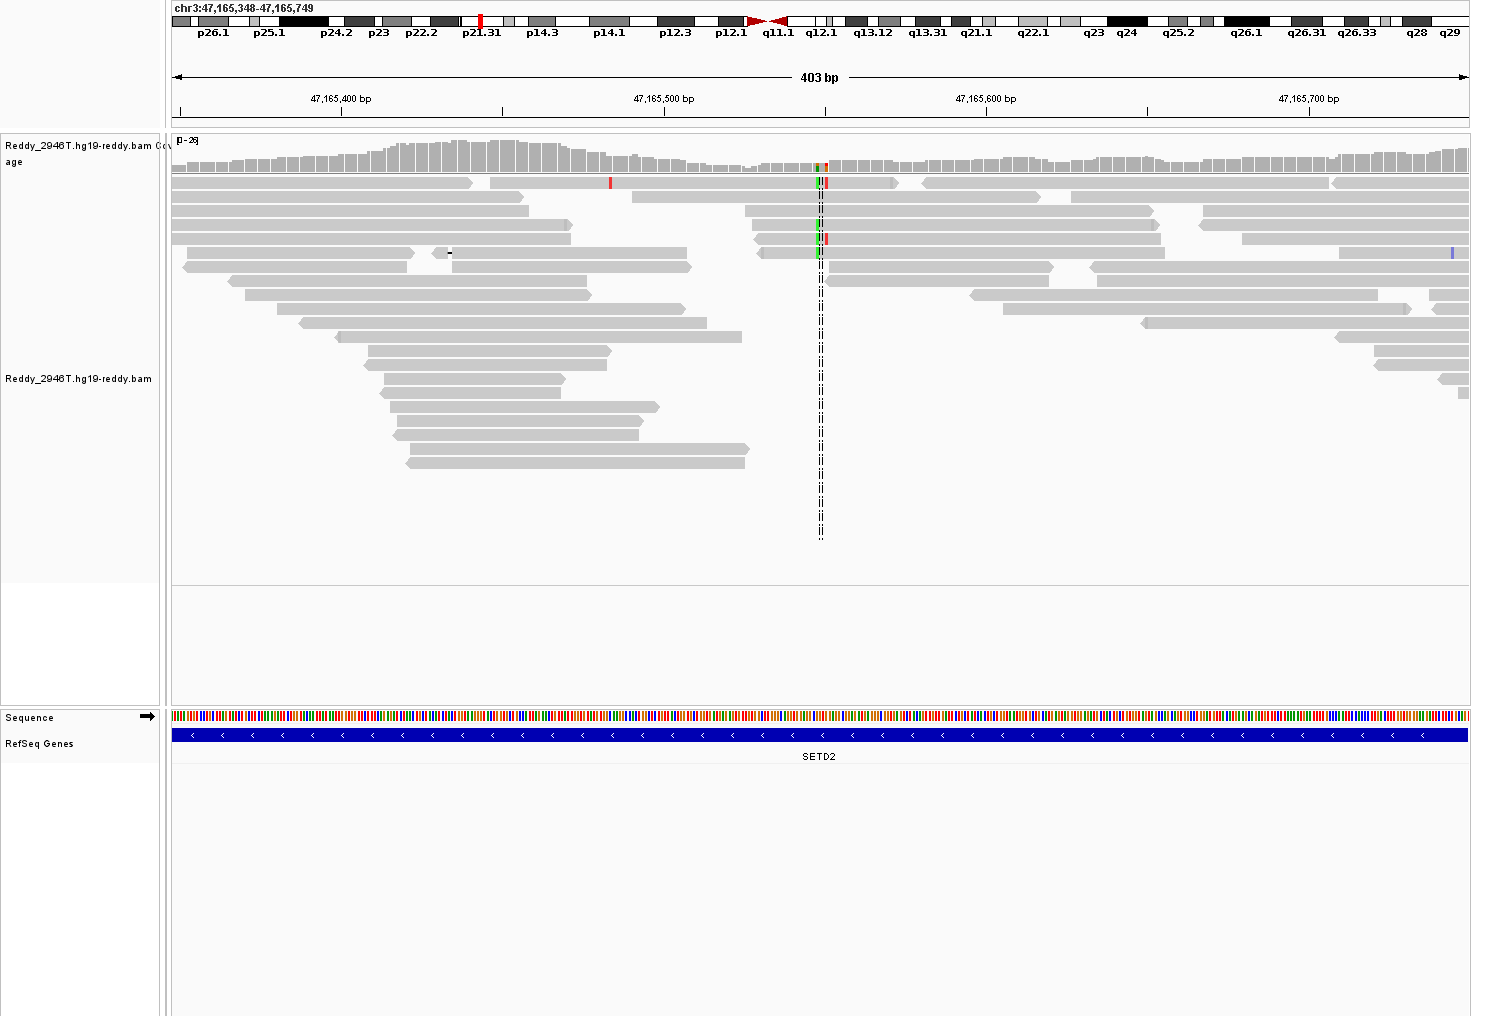 chr3:47,165,348-47,165,749
p26.1 p25.1 p24.2 p23 p22.2 p21.31 p14.3 p14.1 p12.3 p12.1 q11.1 q12.1 q13.12 q13.31 q21.1 q22.1 q23 q24 q25.2 q26.1 q26.31 q26.33 q28 q29
403 bp
47,165,400 bp 47,165,500 bp 47,165,600 bp 47,165,700 bp
[0-26]
Reddy_2946T.hg19-reddy.bam Cov
age
Reddy_2946T.hg19-reddy.bam
Sequence
RefSeq Genes
SETD2